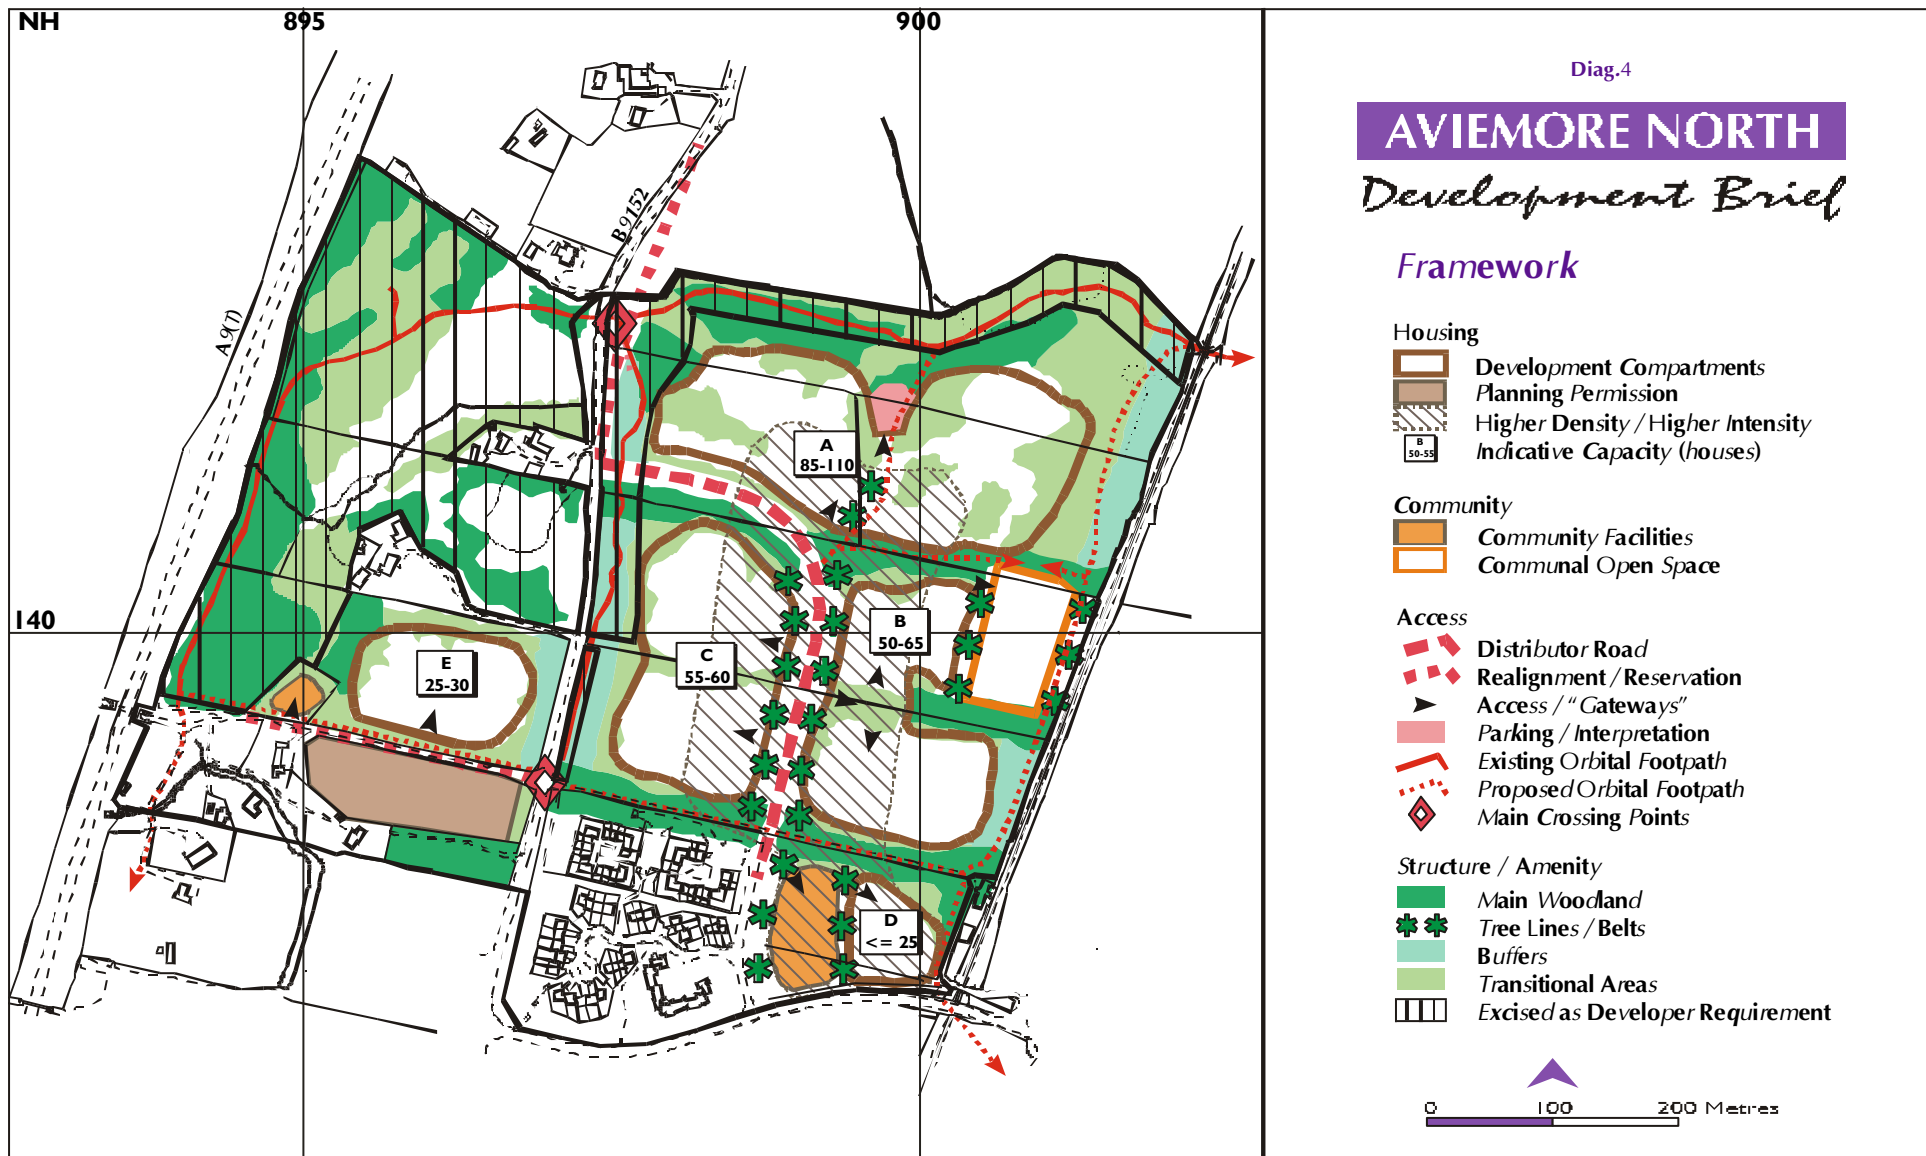 NH
895
900
140
A9(T)
B9152
A
85-110
B
50-65
C
55-60
D
<= 25
E
25-30
Diag.4
AVIEMORE NORTH
Development Brief
Framework
Housing
Development Compartments
Planning Permission
Higher Density / Higher Intensity
B
50-55
Indicative Capacity (houses)
Community
Community Facilities
Communal Open Space
Access
Distributor Road
Realignment / Reservation
Access / "Gateways"
Parking / Interpretation
Existing Orbital Footpath
Proposed Orbital Footpath
Main Crossing Points
Structure / Amenity
Main Woodland
Tree Lines / Belts
Buffers
Transitional Areas
Excised as Developer Requirement
0 100 200 Metres